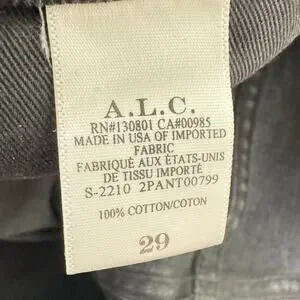 A.L.C.
RN#130801 CA#00985
MADE IN USA OF IMPORTED
FABRIC
FABRIQUÉ AUX ÉTATS-UNIS
DE TISSU IMPORTÉ
S-2210 2PANT00799
100% COTTON/COTON
29